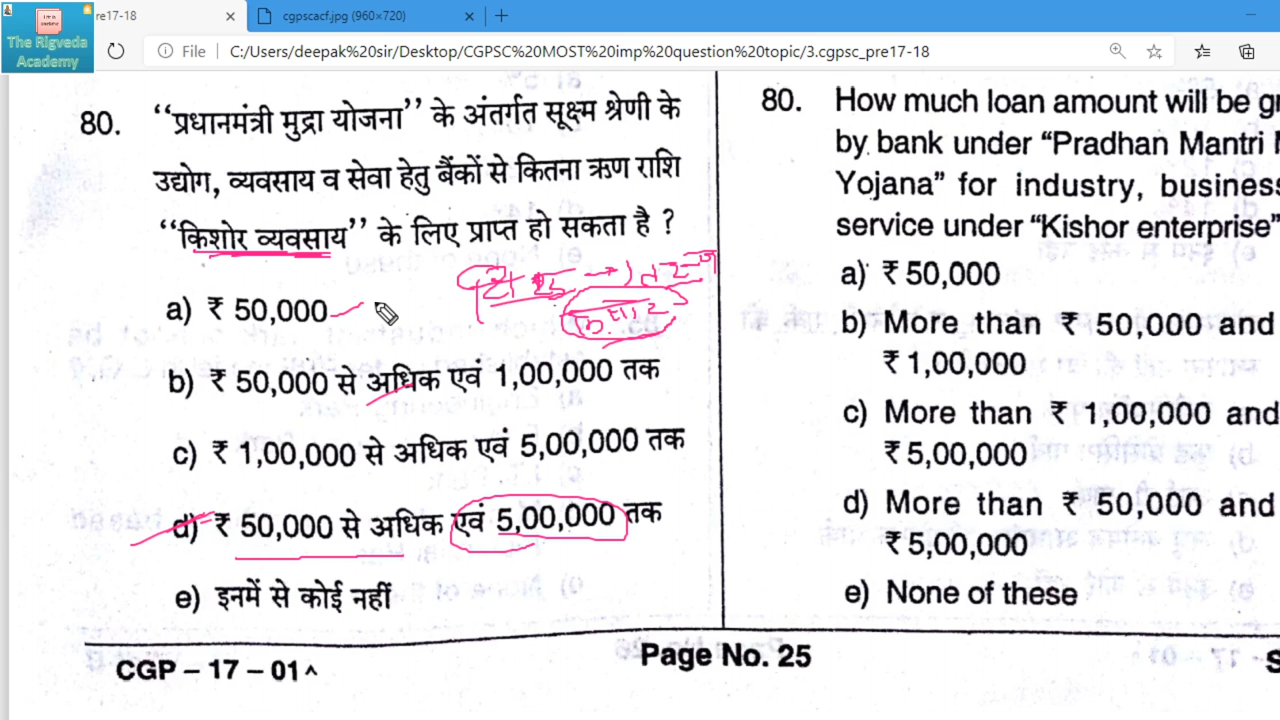 re17-18
cgpscacf.jpg (960×720)
The Rigveda
Academy
File
C:/Users/deepak%20sir/Desktop/CGPSC%20MOST%20imp%20question%20topic/3.cgpsc_pre17-18
80. ‘‘प्रधानमंत्री मुद्रा योजना’’ के अंतर्गत सूक्ष्म श्रेणी के
उद्योग, व्यवसाय व सेवा हेतु बैंकों से कितना ऋण राशि
‘‘किशोर व्यवसाय’’ के लिए प्राप्त हो सकता है ?
a) ₹ 50,000
b) ₹ 50,000 से अधिक एवं 1,00,000 तक
c) ₹ 1,00,000 से अधिक एवं 5,00,000 तक
d) ₹ 50,000 से अधिक एवं 5,00,000 तक
e) इनमें से कोई नहीं
80. How much loan amount will be
by bank under “Pradhan Mantri
Yojana” for industry,
service under “Kishor enterprise”
a) ₹ 50,000
b) More than ₹ 50,000 and
₹ 1,00,000
c) More than ₹ 1,00,000 and
₹ 5,00,000
d) More than ₹ 50,000 and
₹ 5,00,000
e) None of these
CGP – 17 – 01^
Page No. 25